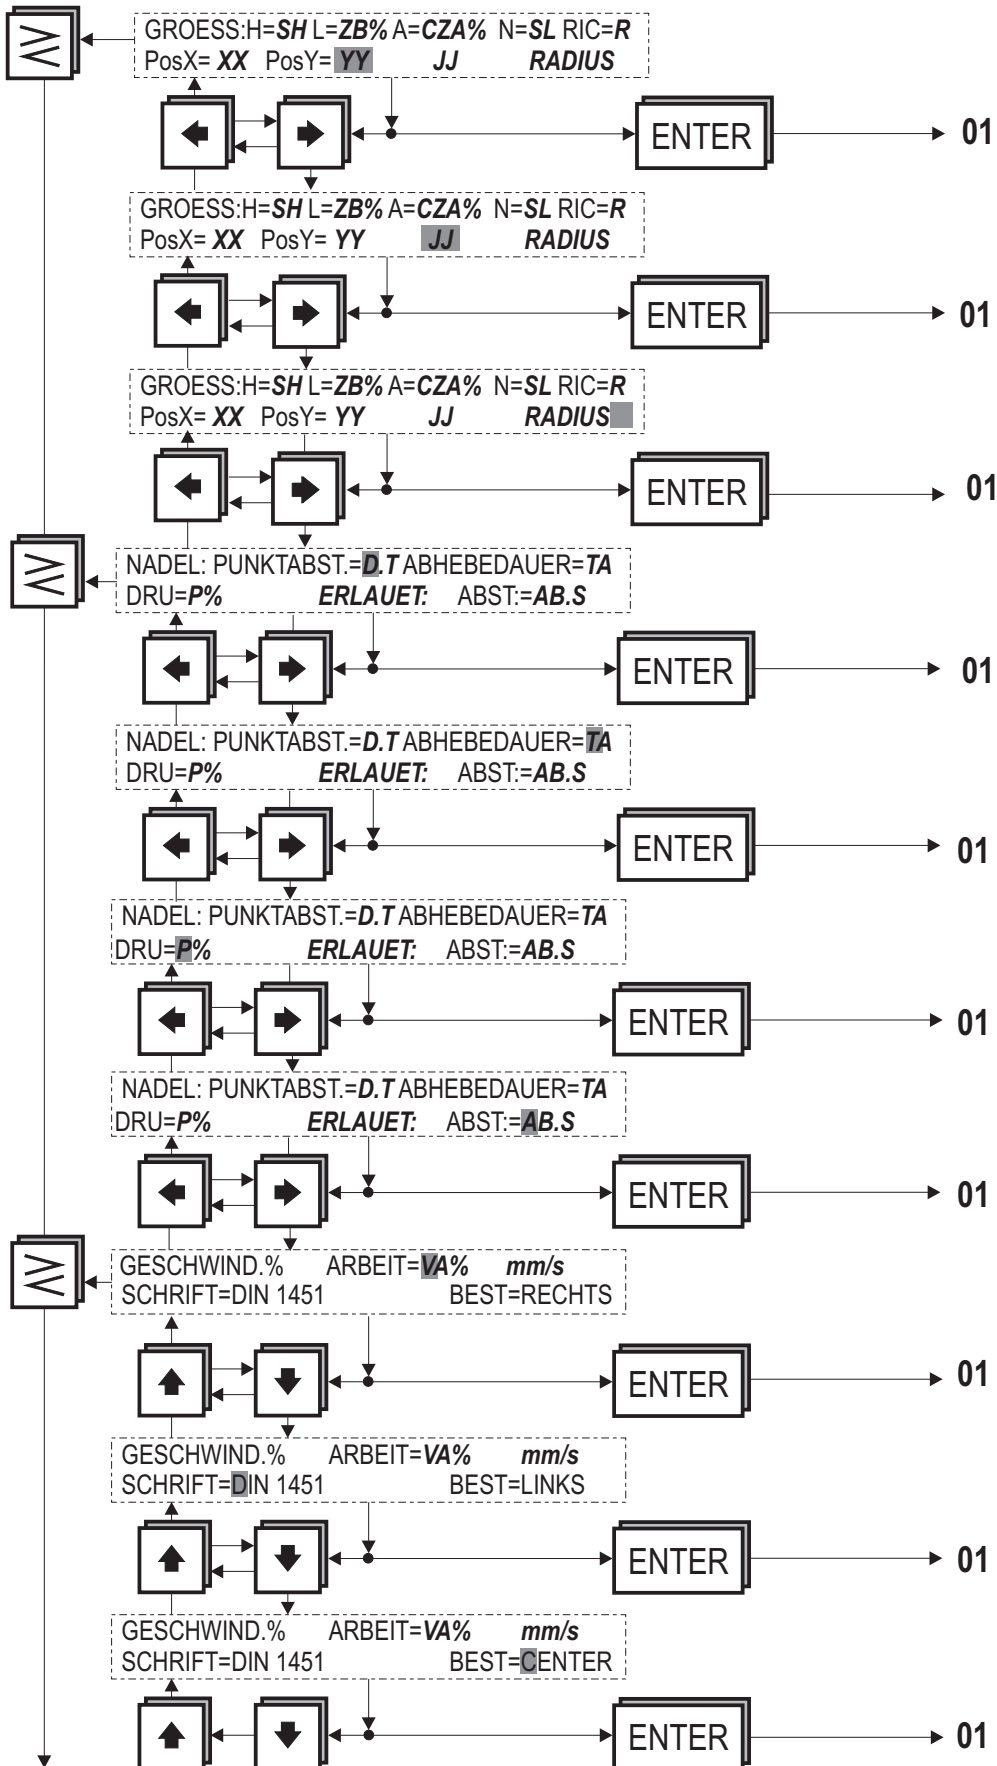 GROESS:H=SH L=ZB% A=CZA% N=SL RIC=R
PosX= XX PosY= YY JJ RADIUS
ENTER 01
GROESS:H=SH L=ZB% A=CZA% N=SL RIC=R
PosX= XX PosY= YY JJ RADIUS
ENTER 01
GROESS:H=SH L=ZB% A=CZA% N=SL RIC=R
PosX= XX PosY= YY JJ RADIUS
ENTER 01
NADEL: PUNKTABST.=D.T ABHEBEDAUER=TA
DRU=P% ERLAUET: ABST:=AB.S
ENTER 01
NADEL: PUNKTABST.=D.T ABHEBEDAUER=TA
DRU=P% ERLAUET: ABST:=AB.S
ENTER 01
NADEL: PUNKTABST.=D.T ABHEBEDAUER=TA
DRU=P% ERLAUET: ABST:=AB.S
ENTER 01
NADEL: PUNKTABST.=D.T ABHEBEDAUER=TA
DRU=P% ERLAUET: ABST:=AB.S
ENTER 01
GESCHWIND.% ARBEIT=VA% mm/s
SCHRIFT=DIN 1451 BEST=RECHTS
ENTER 01
GESCHWIND.% ARBEIT=VA% mm/s
SCHRIFT=DIN 1451 BEST=LINKS
ENTER 01
GESCHWIND.% ARBEIT=VA% mm/s
SCHRIFT=DIN 1451 BEST=CENTER
ENTER 01